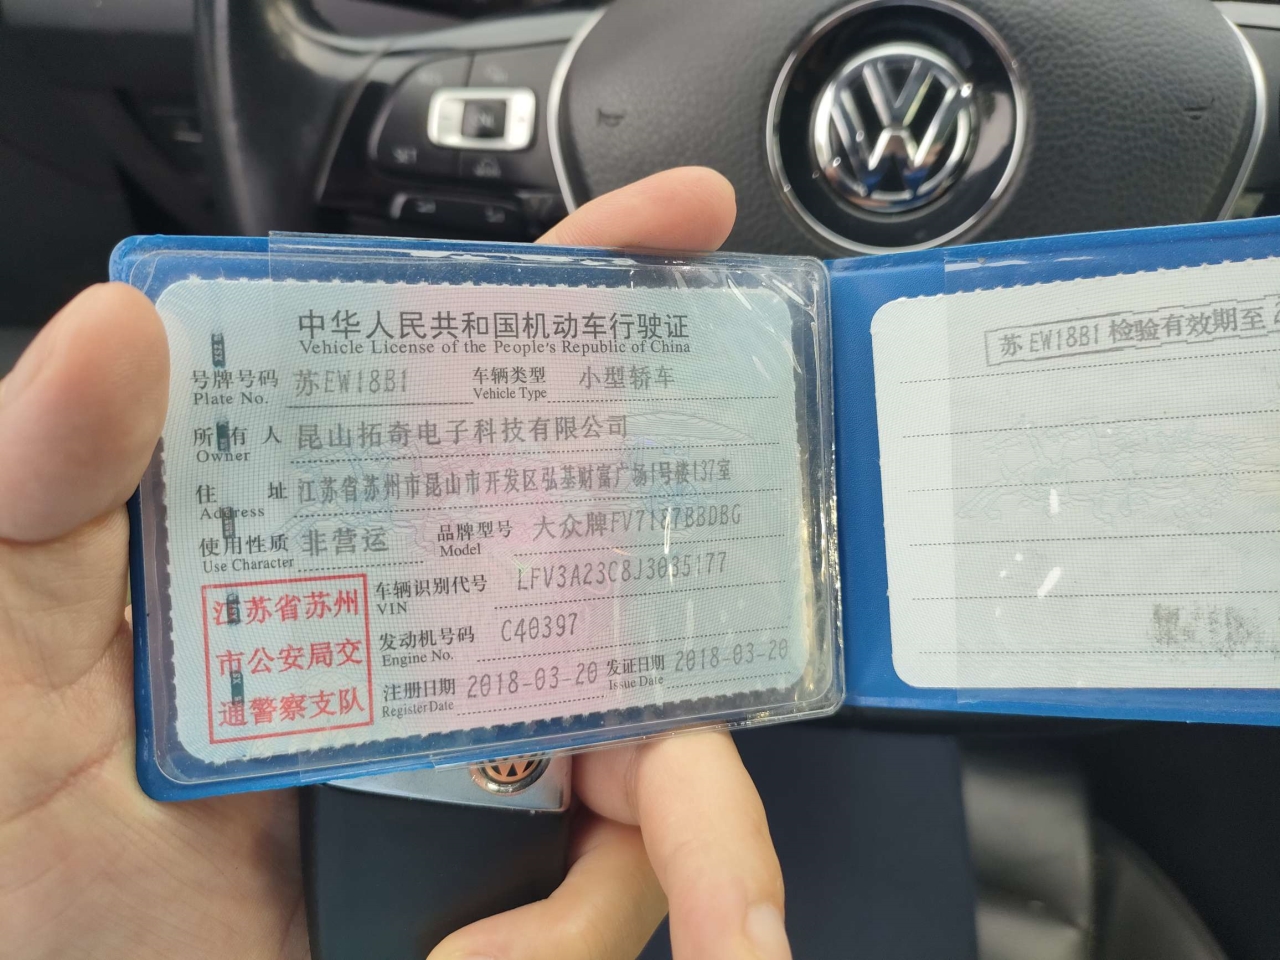 中华人民共和国机动车行驶证
Vehicle License of the People's Republic of China
号牌号码 苏EW18B1 车辆类型 小型轿车
Plate No. Vehicle Type
所有人 昆山拓奇电子科技有限公司
Owner
住址 江苏省苏州市昆山市开发区弘基财富广场1号楼137室
Address
使用性质 非营运 品牌型号 大众牌FV7187BBDBG
Use Character Model
车辆识别代号 LFV3A23C8J3035177
VIN
发动机号码 C40397
Engine No.
注册日期 2018-03-20 发证日期 2018-03-20
Register Date Issue Date
江苏省苏州
市公安局交
通警察支队
苏EW18B1 检验有效期至
SET